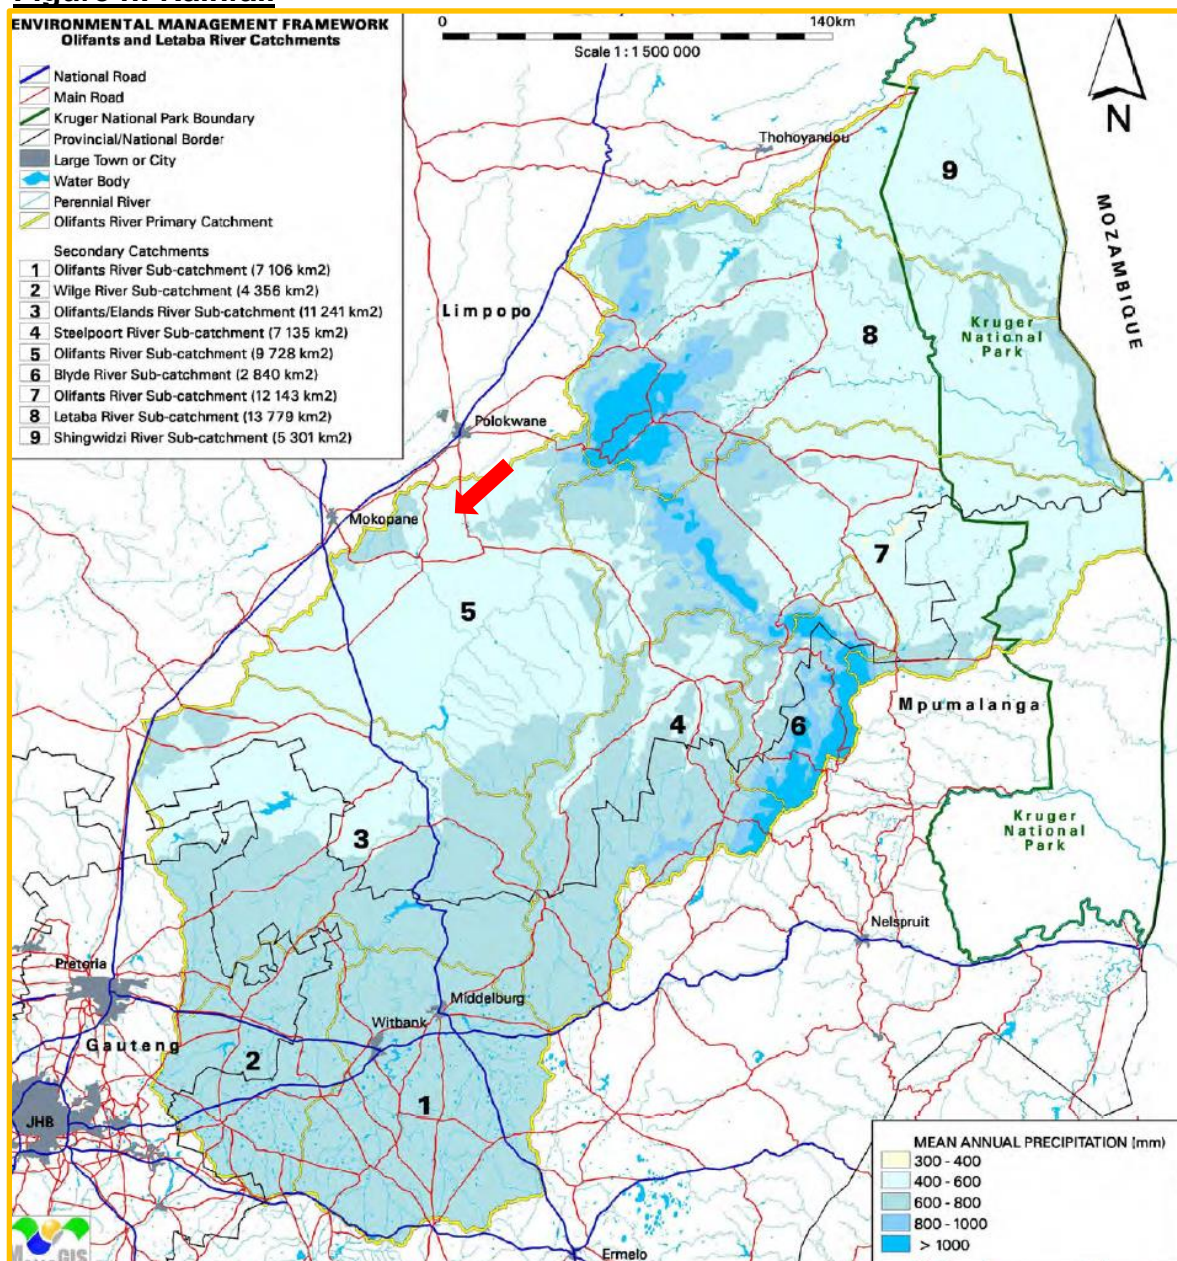 ENVIRONMENTAL MANAGEMENT FRAMEWORK
Olifants and Letaba River Catchments
National Road
Main Road
Kruger National Park Boundary
Provincial/National Border
Large Town or City
Water Body
Perennial River
Olifants River Primary Catchment
Secondary Catchments
1 Olifants River Sub-catchment (7 106 km2)
2 Wilge River Sub-catchment (4 356 km2)
3 Olifants/Elands River Sub-catchment (11 241 km2)
4 Steelpoort River Sub-catchment (7 135 km2)
5 Olifants River Sub-catchment (9 728 km2)
6 Blyde River Sub-catchment (2 840 km2)
7 Olifants River Sub-catchment (12 143 km2)
8 Letaba River Sub-catchment (13 779 km2)
9 Shingwidzi River Sub-catchment (5 301 km2)
0 140km
Scale 1:1 500 000
N
Thohoyandou
9
MOZAMBIQUE
Limpopo
8
Kruger
National
Park
Polokwane
Mokopane
7
5
Mpumalanga
4
6
Kruger
National
Park
3
Nelspruit
Pretoria
Middelburg
Witbank
Gauteng
2
1
JHB
Ermelo
MEAN ANNUAL PRECIPITATION (mm)
300 - 400
400 - 600
600 - 800
800 - 1000
> 1000
GIS